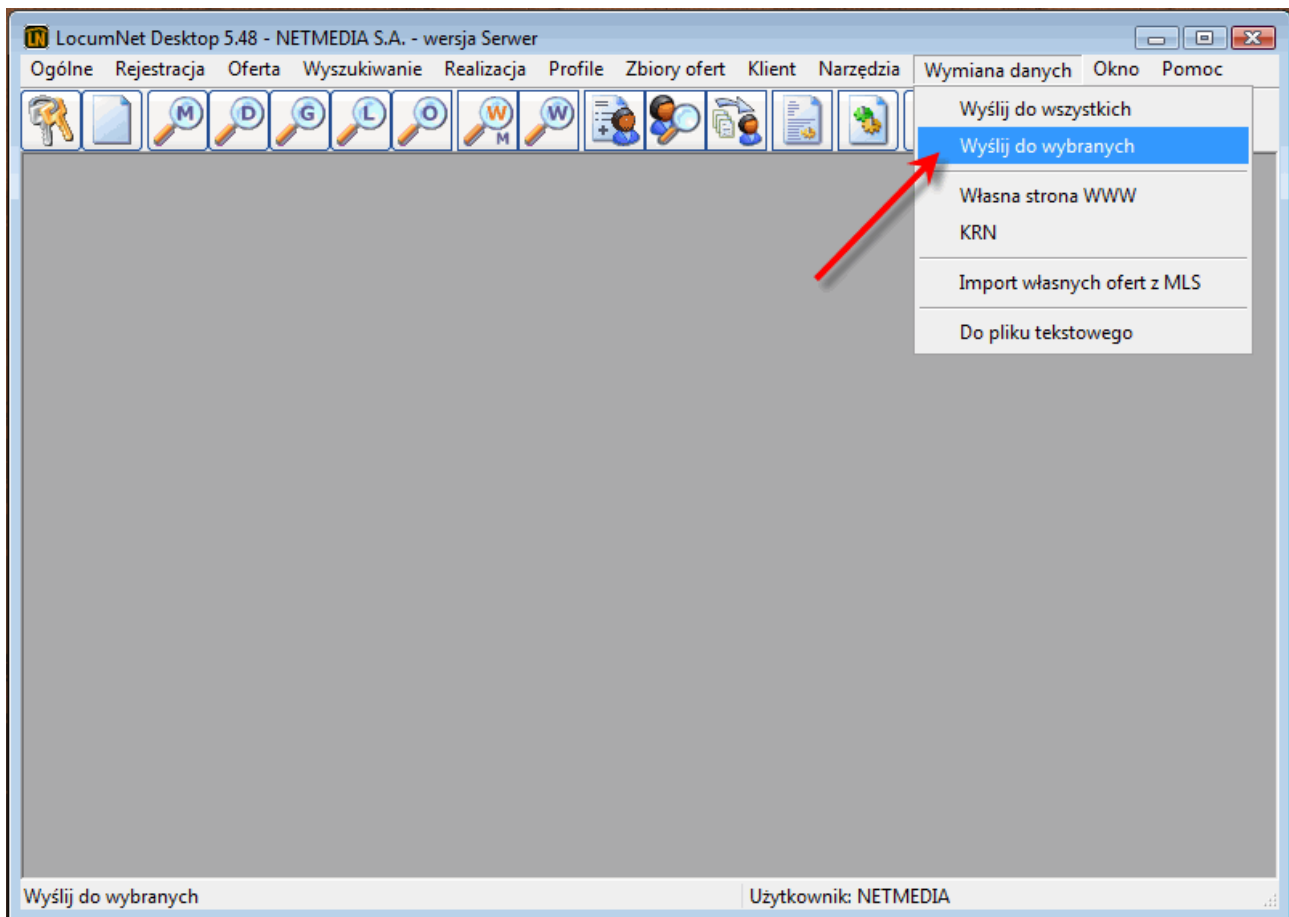 LN LocumNet Desktop 5.48 - NETMEDIA S.A. - wersja Serwer
Ogólne Rejestracja Oferta Wyszukiwanie Realizacja Profile Zbiory ofert Klient Narzędzia Wymiana danych Okno Pomoc
M D G L O W M W
Wyślij do wszystkich
Wyślij do wybranych
Własna strona WWW
KRN
Import własnych ofert z MLS
Do pliku tekstowego
Wyślij do wybranych Użytkownik: NETMEDIA